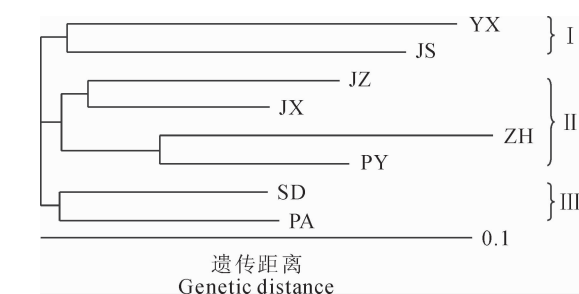 YX
I
JS
JZ
JX
II
ZH
PY
SD
III
PA
0.1
遗传距离
Genetic distance